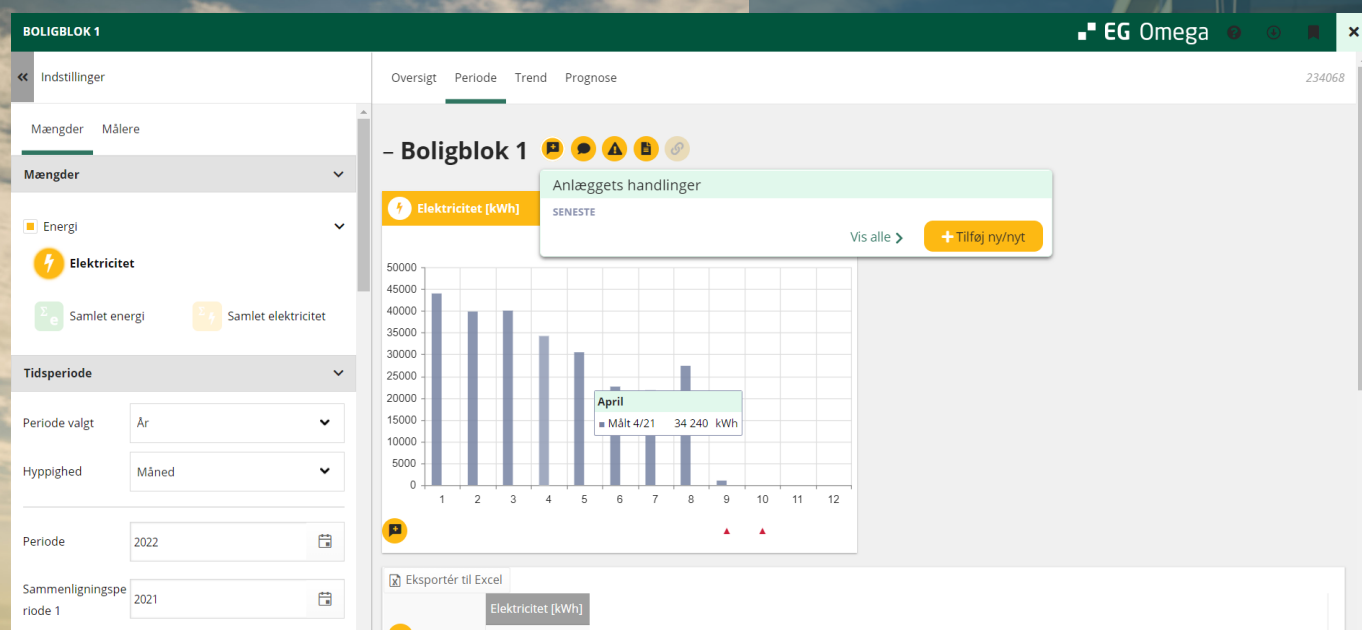 BOLIGBLOK 1
EG Omega
Indstillinger
Oversigt Periode Trend Prognose
234068
Mængder Målere
Mængder
Energi
Elektricitet
Samlet energi Samlet elektricitet
Tidsperiode
Periode valgt År
Hyppighed Måned
Periode 2022
Sammenligningspe
riode 1 2021
– Boligblok 1
Anlæggets handlinger
SENESTE
Vis alle
Tilføj ny/nyt
Elektricitet [kWh]
50000
45000
40000
35000
30000
25000
20000
15000
10000
5000
0
1 2 3 4 5 6 7 8 9 10 11 12
April
Målt 4/21 34 240 kWh
Eksportér til Excel
Elektricitet [kWh]